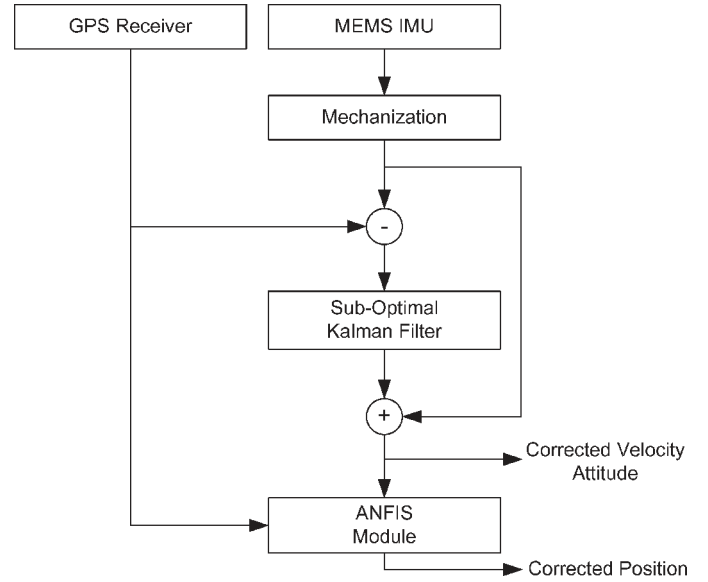 GPS Receiver
MEMS IMU
Mechanization
-
Sub-Optimal
Kalman Filter
+
Corrected Velocity
Attitude
ANFIS
Module
Corrected Position